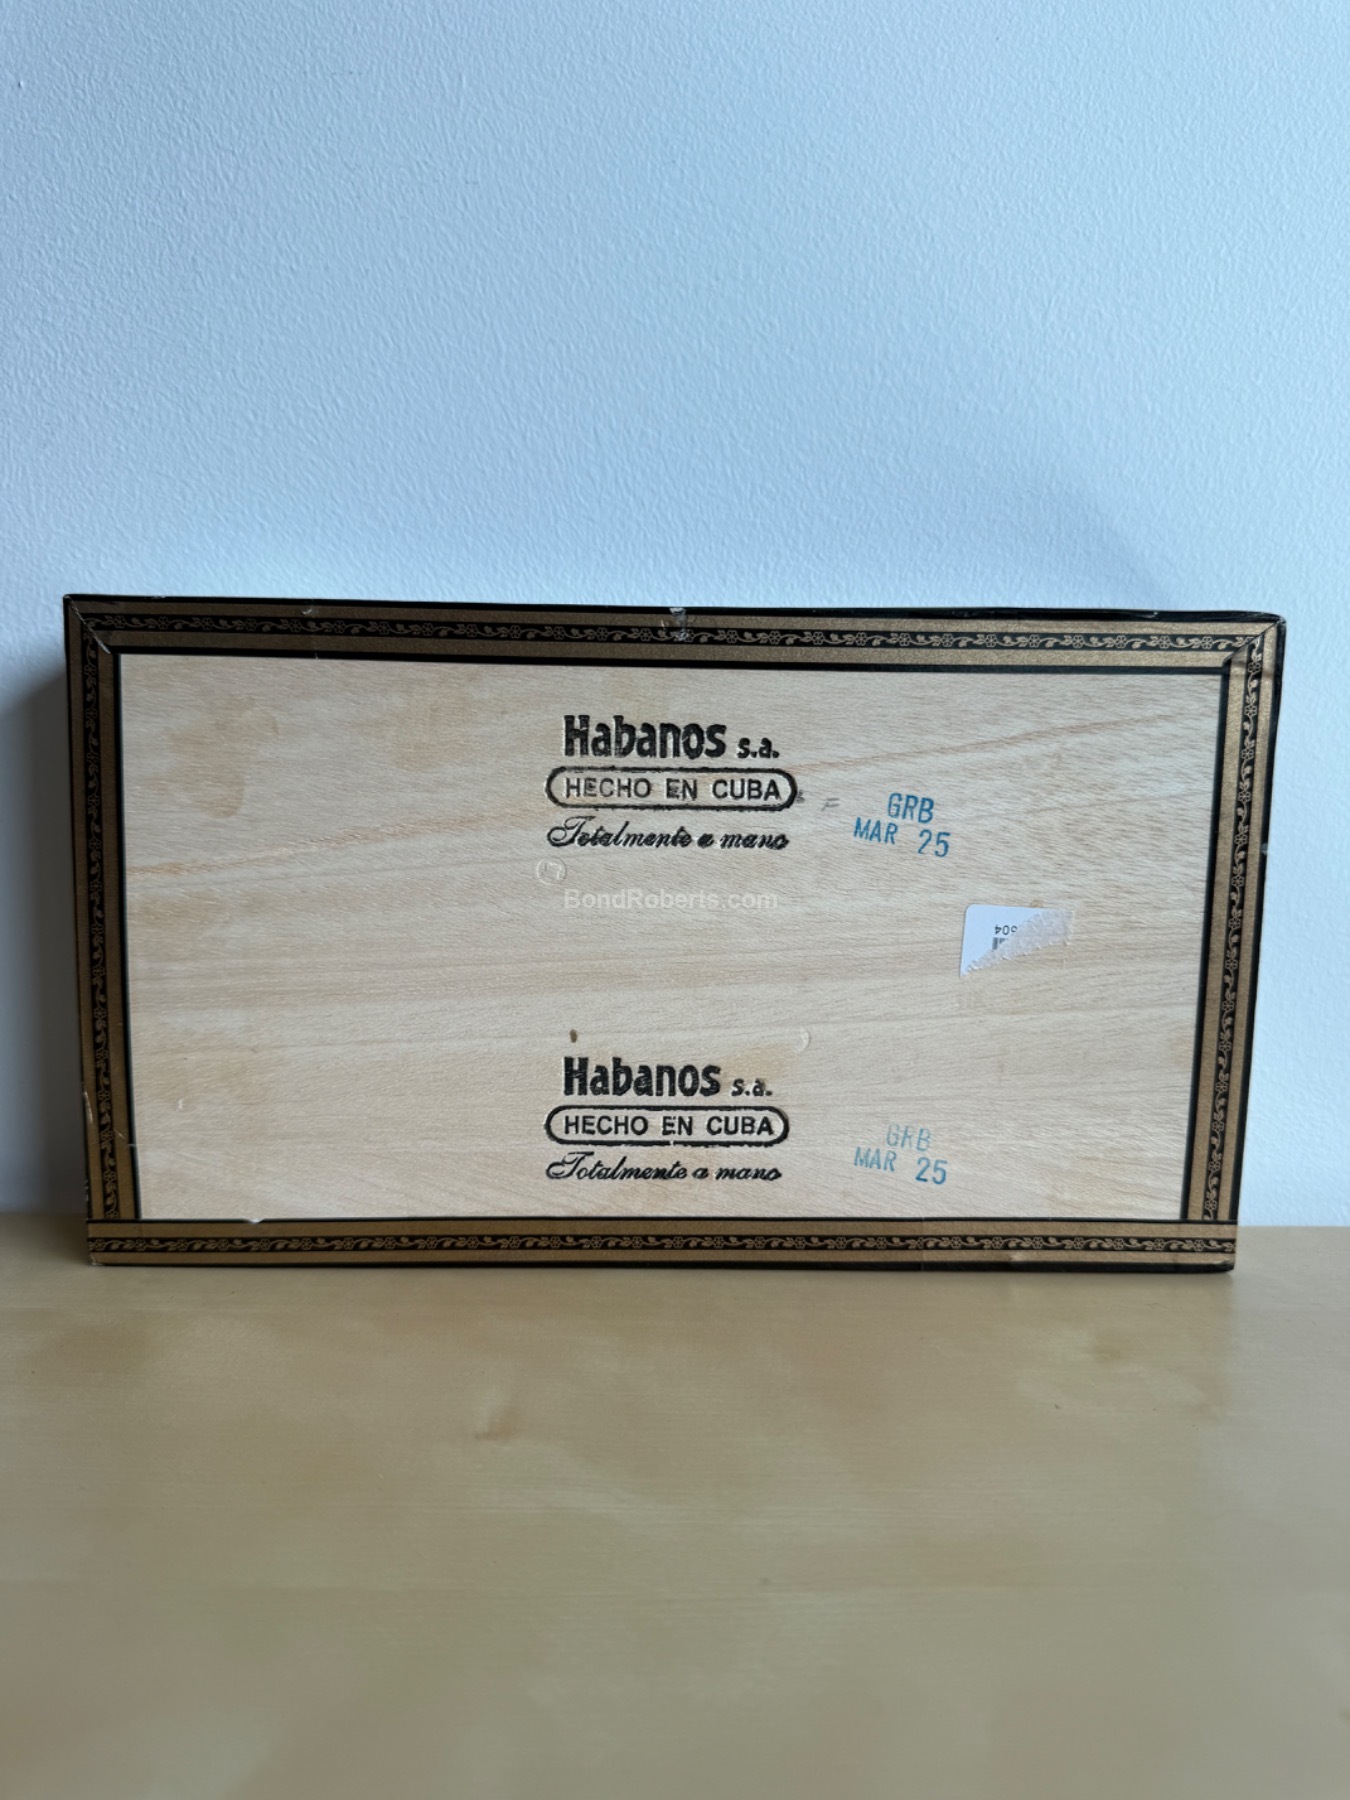 Habanos s.a.
HECHO EN CUBA
Totalmente a mano
GRB
MAR 25
BondRoberts.com
Habanos s.a.
HECHO EN CUBA
Totalmente a mano
GRB
MAR 25